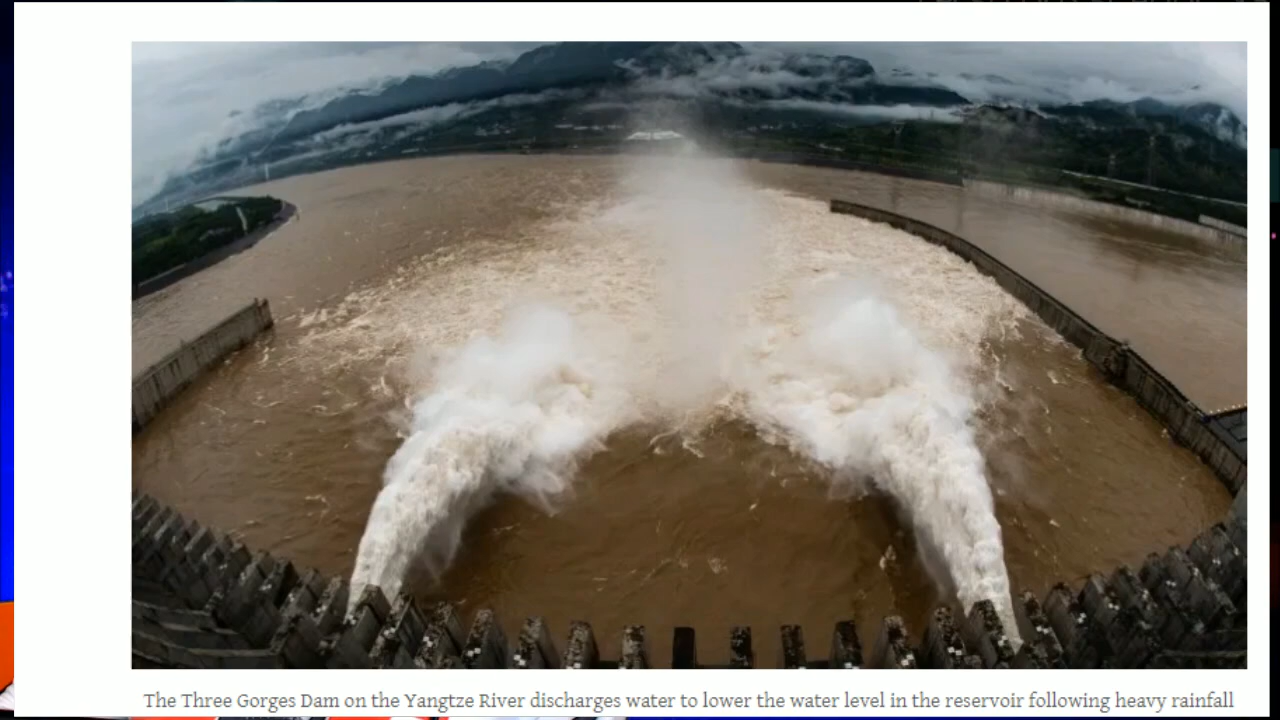 The Three Gorges Dam on the Yangtze River discharges water to lower the water level in the reservoir following heavy rainfall